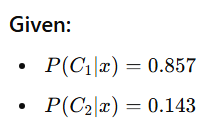 Given:
• P(C₁|x) = 0.857
• P(C₂|x) = 0.143